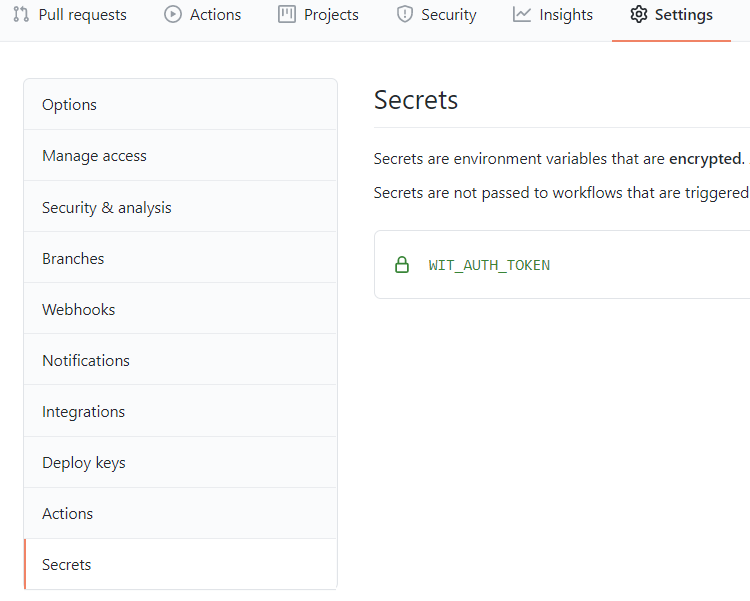 Pull requests Actions Projects Security Insights Settings
Options
Manage access
Security & analysis
Branches
Webhooks
Notifications
Integrations
Deploy keys
Actions
Secrets
Secrets
Secrets are environment variables that are encrypted.
Secrets are not passed to workflows that are triggered
WIT_AUTH_TOKEN